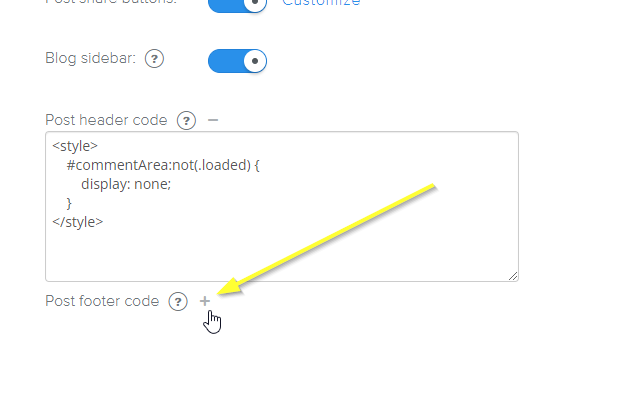 Post share buttons: Customize
Blog sidebar: ?
Post header code ? −
<style>
#commentArea:not(.loaded) {
display: none;
}
</style>
Post footer code ? +